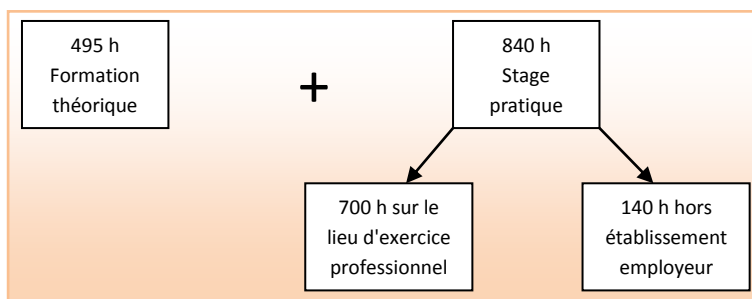 495 h
Formation
théorique
+
840 h
Stage
pratique
700 h sur le
lieu d'exercice
professionnel
140 h hors
établissement
employeur